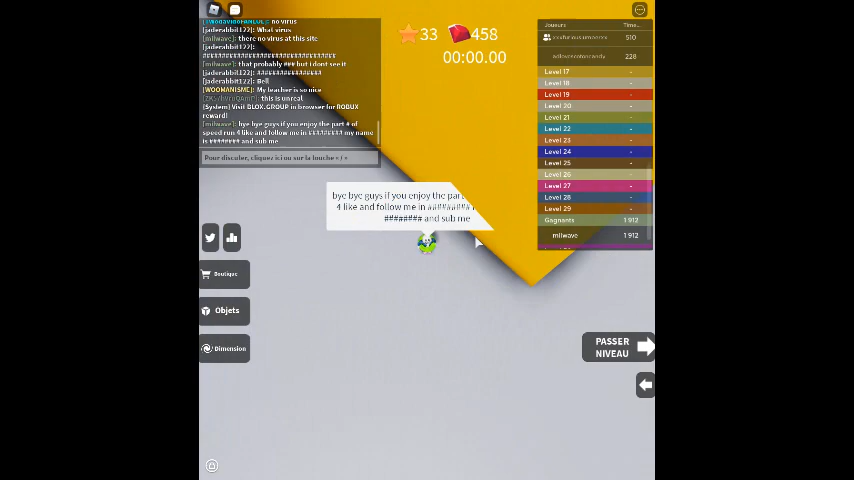 [TwedavidoFANLOL]: no virus
[jaderabbit122]: What virus
[milwave]: there no virus at this site
[jaderabbit122]:
################################
[milwave]: that probably ### but i dont see it
[jaderabbit122]: ################
[jaderabbit122]: Bell
[WOOMANISME]: My teacher is so nice
this is unreal
[System] Visit BLOX.GROUP in browser for ROBUX
reward!
[milwave]: bye bye guys if you enjoy the part # of
speed run 4 like and follow me in ######### my name
is ######## and sub me
Pour discuter, cliquez ici ou sur la touche « / »
33
458
00:00.00
Joueurs
Time...
510
228
Level 17 -
Level 18 -
Level 19 -
Level 20 -
Level 21 -
Level 22 -
Level 23 -
Level 24 -
Level 25 -
Level 26 -
Level 27 -
Level 28 -
Level 29 -
Gagnants 1 912
milwave 1 912
bye bye guys if you enjoy the part
4 like and follow me in #########
######## and sub me
Boutique
Objets
Dimension
PASSER
NIVEAU